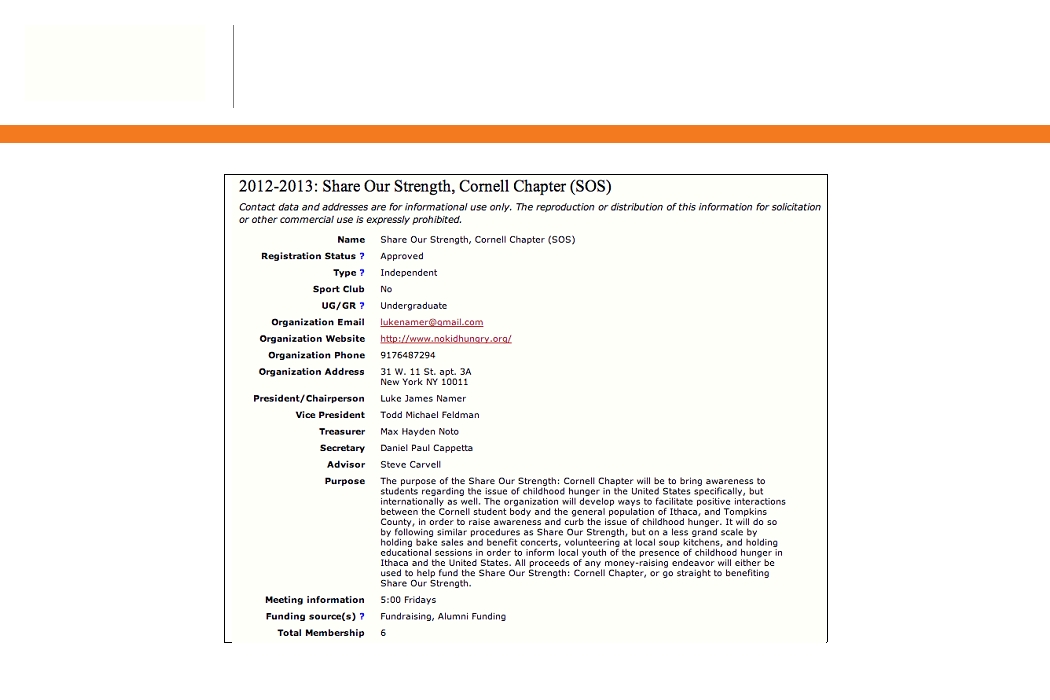 2012-2013: Share Our Strength, Cornell Chapter (SOS)
Contact data and addresses are for informational use only. The reproduction or distribution of this information for solicitation
or other commercial use is expressly prohibited.
Name Share Our Strength, Cornell Chapter (SOS)
Registration Status ? Approved
Type ? Independent
Sport Club No
UG/GR ? Undergraduate
Organization Email lukenamer@gmail.com
Organization Website http://www.nokidhungry.org/
Organization Phone 9176487294
Organization Address 31 W. 11 St. apt. 3A
New York NY 10011
President/Chairperson Luke James Namer
Vice President Todd Michael Feldman
Treasurer Max Hayden Noto
Secretary Daniel Paul Cappetta
Advisor Steve Carvell
Purpose The purpose of the Share Our Strength: Cornell Chapter will be to bring awareness to
students regarding the issue of childhood hunger in the United States specifically, but
internationally as well. The organization will develop ways to facilitate positive interactions
between the Cornell student body and the general population of Ithaca, and Tompkins
County, in order to raise awareness and curb the issue of childhood hunger. It will do so
by following similar procedures as Share Our Strength, but on a less grand scale by
holding bake sales and benefit concerts, volunteering at local soup kitchens, and holding
educational sessions in order to inform local youth of the presence of childhood hunger in
Ithaca and the United States. All proceeds of any money-raising endeavor will either be
used to help fund the Share Our Strength: Cornell Chapter, or go straight to benefiting
Share Our Strength.
Meeting information 5:00 Fridays
Funding source(s) ? Fundraising, Alumni Funding
Total Membership 6